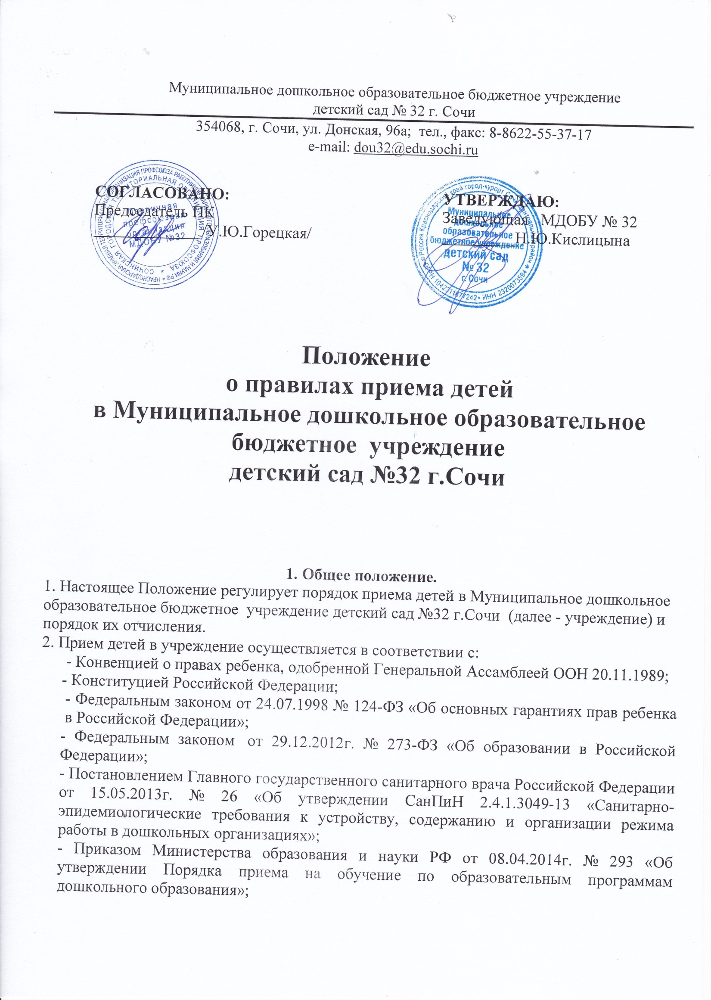 Муниципальное дошкольное образовательное бюджетное учреждение
детский сад № 32 г. Сочи
354068, г. Сочи, ул. Донская, 96а; тел., факс: 8-8622-55-37-17
e-mail: dou32@edu.sochi.ru
СОГЛАСОВАНО:
Председатель ПК
/У.Ю.Горецкая/
Первичная
профсоюзная
организация
МДОБУ №32
СОЧИНСКАЯ ГОРОДСКАЯ ТЕРРИТОРИАЛЬНАЯ ОРГАНИЗАЦИЯ ПРОФСОЮЗА
КРАСНОДАРСКАЯ КРАЕВАЯ ТЕРРИТОРИАЛЬНАЯ ОРГАНИЗАЦИЯ ПРОФСОЮЗА РАБОТНИКОВ НАРОДНОГО ОБРАЗОВАНИЯ И НАУКИ РФ
УТВЕРЖДАЮ:
Заведующая МДОБУ № 32
Н.Ю.Кислицына
Муниципальное
дошкольное
образовательное
бюджетное учреждение
детский сад
№ 32
г. Сочи
Россия Краснодарский край город-курорт Сочи Центральный район
ИНН 2320073594
Положение
о правилах приема детей
в Муниципальное дошкольное образовательное
бюджетное учреждение
детский сад №32 г.Сочи
1. Общее положение.
1. Настоящее Положение регулирует порядок приема детей в Муниципальное дошкольное
образовательное бюджетное учреждение детский сад №32 г.Сочи (далее - учреждение) и
порядок их отчисления.
2. Прием детей в учреждение осуществляется в соответствии с:
- Конвенцией о правах ребенка, одобренной Генеральной Ассамблеей ООН 20.11.1989;
- Конституцией Российской Федерации;
- Федеральным законом от 24.07.1998 № 124-ФЗ «Об основных гарантиях прав ребенка
в Российской Федерации»;
- Федеральным законом от 29.12.2012г. № 273-ФЗ «Об образовании в Российской
Федерации»;
- Постановлением Главного государственного санитарного врача Российской Федерации
от 15.05.2013г. № 26 «Об утверждении СанПиН 2.4.1.3049-13 «Санитарно-
эпидемиологические требования к устройству, содержанию и организации режима
работы в дошкольных организациях»;
- Приказом Министерства образования и науки РФ от 08.04.2014г. № 293 «Об
утверждении Порядка приема на обучение по образовательным программам
дошкольного образования»;